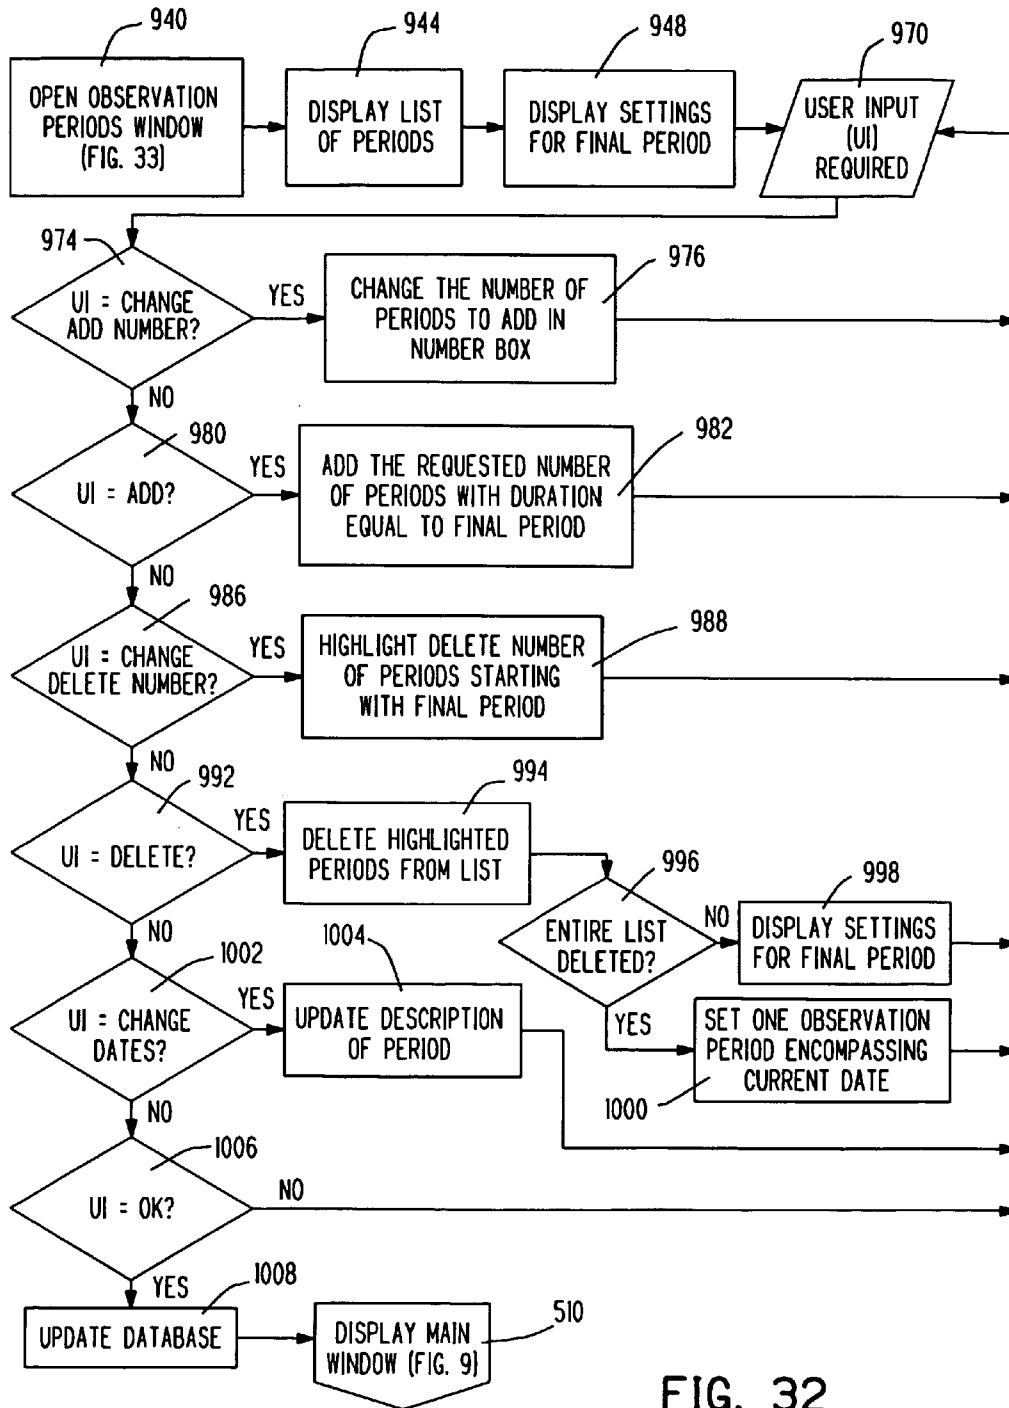 940
944
948
970
OPEN OBSERVATION
PERIODS WINDOW
(FIG. 33)
DISPLAY LIST
OF PERIODS
DISPLAY SETTINGS
FOR FINAL PERIOD
USER INPUT
(UI)
REQUIRED
974
UI = CHANGE
ADD NUMBER?
YES
976
CHANGE THE NUMBER OF
PERIODS TO ADD IN
NUMBER BOX
NO
980
UI = ADD?
YES
982
ADD THE REQUESTED NUMBER
OF PERIODS WITH DURATION
EQUAL TO FINAL PERIOD
NO
986
UI = CHANGE
DELETE NUMBER?
YES
988
HIGHLIGHT DELETE NUMBER
OF PERIODS STARTING
WITH FINAL PERIOD
NO
992
UI = DELETE?
YES
994
DELETE HIGHLIGHTED
PERIODS FROM LIST
996
ENTIRE LIST
DELETED?
NO
998
DISPLAY SETTINGS
FOR FINAL PERIOD
YES
SET ONE OBSERVATION
PERIOD ENCOMPASSING
CURRENT DATE
1000
NO
1002
UI = CHANGE
DATES?
YES
1004
UPDATE DESCRIPTION
OF PERIOD
NO
1006
UI = OK?
NO
YES
1008
UPDATE DATABASE
510
DISPLAY MAIN
WINDOW (FIG. 9)
FIG. 32